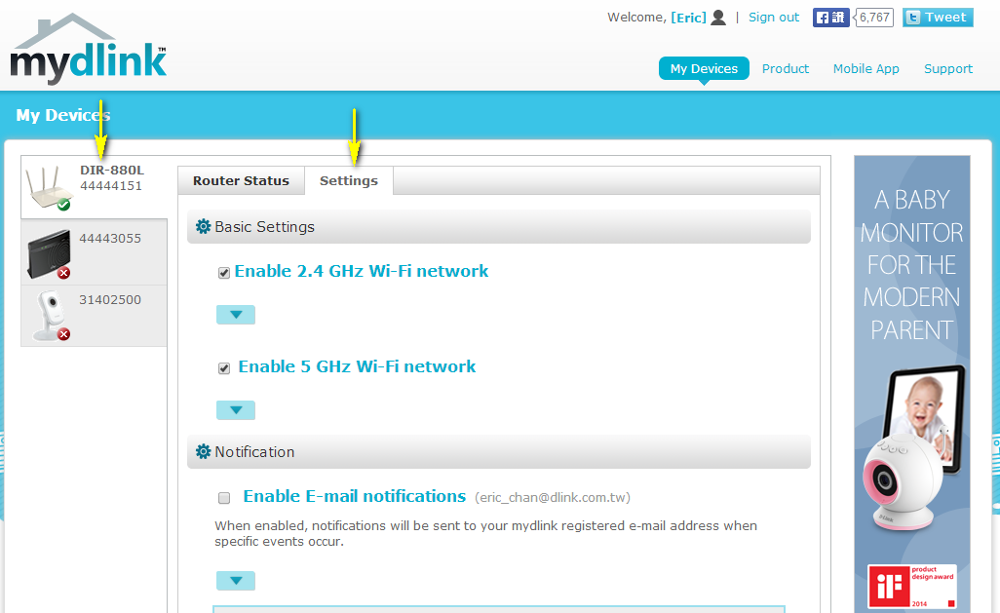 Welcome, [Eric] | Sign out 讚 6,767 Tweet
mydlink™
My Devices Product Mobile App Support
My Devices
DIR-880L
44444151
44443055
31402500
Router Status Settings
Basic Settings
Enable 2.4 GHz Wi-Fi network
Enable 5 GHz Wi-Fi network
Notification
Enable E-mail notifications (eric_chan@dlink.com.tw)
When enabled, notifications will be sent to your mydlink registered e-mail address when
specific events occur.
A BABY
MONITOR
FOR THE
MODERN
PARENT
D-Link
iF
product
design award
2014